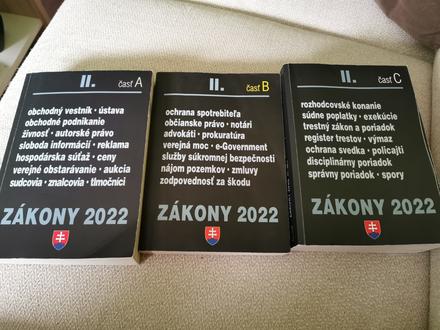 II. časť A
obchodný vestník • ústava
obchodné podnikanie
živnosť • autorské právo
sloboda informácií • reklama
hospodárska súťaž • ceny
verejné obstarávanie • aukcia
sudcovia • znalcovia • tlmočníci
ZÁKONY 2022
II. časť B
ochrana spotrebiteľa
občianske právo • notári
advokáti • prokuratúra
verejná moc • e-Government
služby súkromnej bezpečnosti
nájom pozemkov • zmluvy
zodpovednosť za škodu
ZÁKONY 2022
II. časť C
rozhodcovské konanie
súdne poplatky • exekúcie
trestný zákon a poriadok
register trestov • výmaz
ochrana svedka • policajti
disciplinárny poriadok
správny poriadok • spory
ZÁKONY 2022